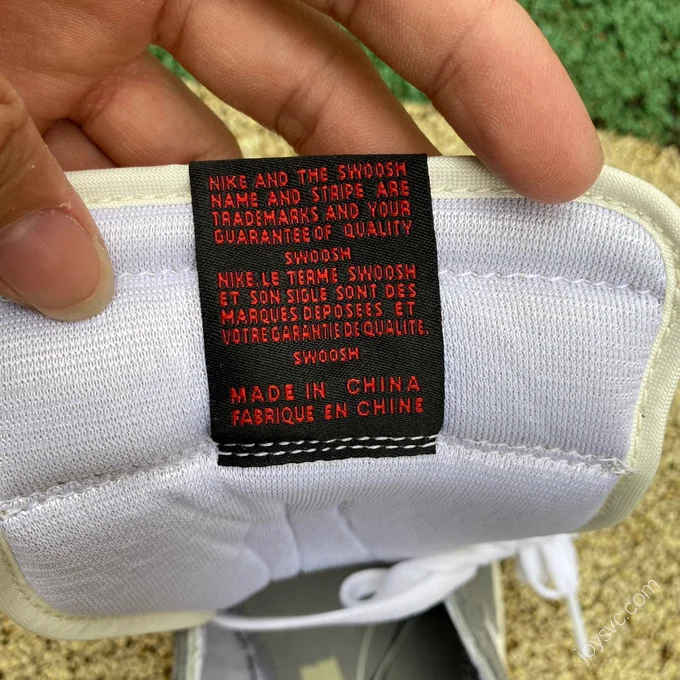 NIKE AND THE SWOOSH
NAME AND STRIPE ARE
TRADEMARKS AND YOUR
GUARANTEE OF QUALITY
SWOOSH
NIKE.LE TERME SWOOSH
ET SON SIGLE SONT DES
MARQUES DEPOSEES ET
VOTRE GARANTIE DE QUALITE.
SWOOSH
MADE IN CHINA
FABRIQUE EN CHINE
joysvc.com